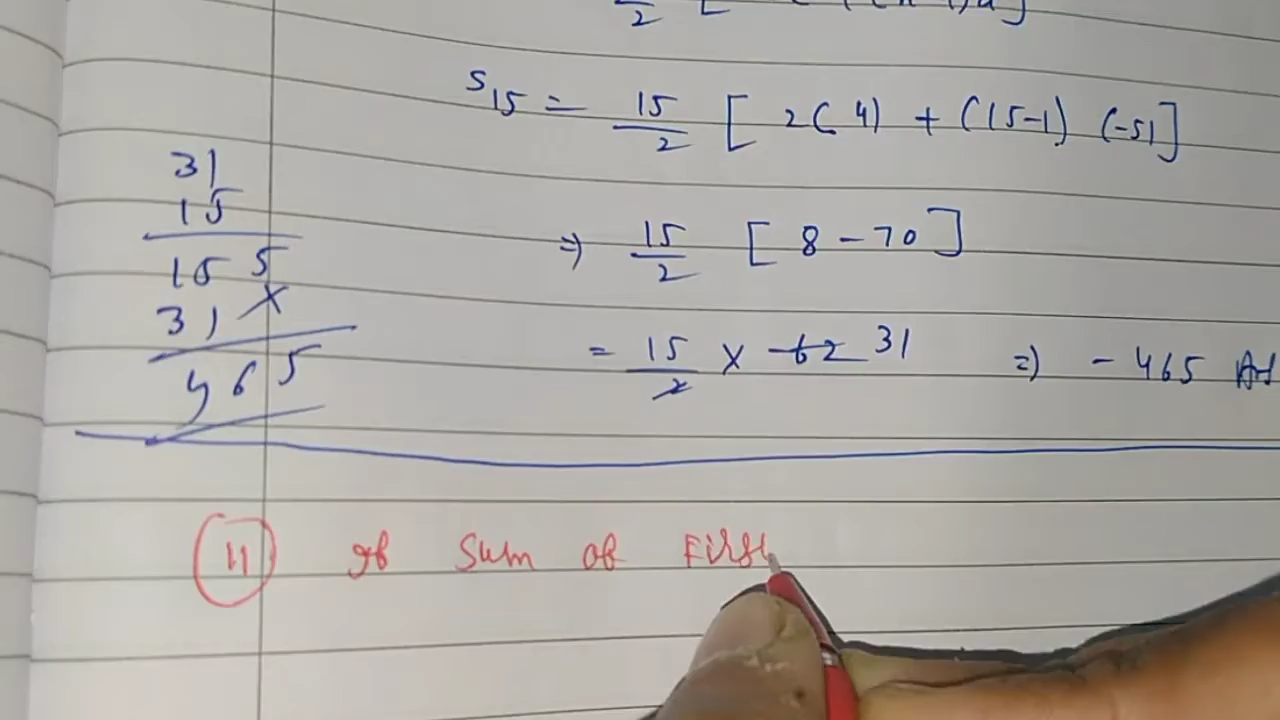 S15 = 15/2 [ 2(4) + (15-1) (-5)]
⇒ 15/2 [ 8 - 70 ]
= 15/2 × -62 31 ⇒ - 465
31
15
155
31×
465
11 If Sum of First